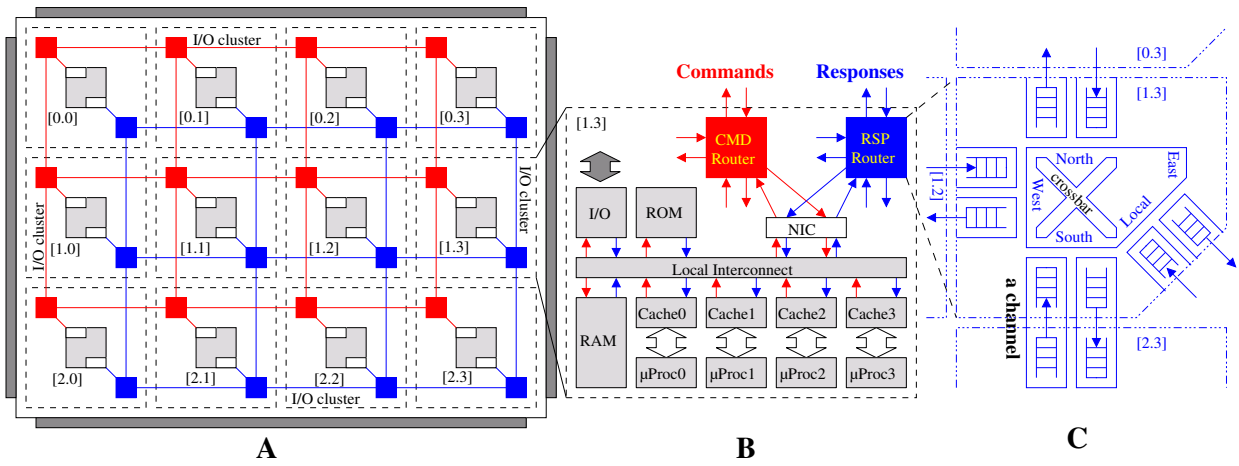 I/O cluster
[0.0]
[0.1]
[0.2]
[0.3]
I/O cluster
I/O cluster
[1.0]
[1.1]
[1.2]
[1.3]
[2.0]
[2.1]
[2.2]
[2.3]
I/O cluster
A
Commands
Responses
[1.3]
CMD
Router
RSP
Router
I/O
ROM
NIC
Local Interconnect
RAM
Cache0
Cache1
Cache2
Cache3
μProc0
μProc1
μProc2
μProc3
B
[0.3]
[1.3]
[1.2]
North
East
West
crossbar
Local
South
a channel
[2.3]
C